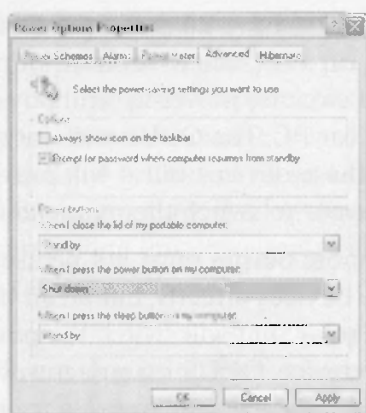 Power Options Properties
Power Schemes Alarms Power Meter Advanced Hibernate
Select the power-saving settings you want to use.
Options
Always show icon on the taskbar
Prompt for password when computer resumes from standby
Power buttons
When I close the lid of my portable computer:
Stand by
When I press the power button on my computer:
Shut down
When I press the sleep button on my computer:
Stand by
OK Cancel Apply